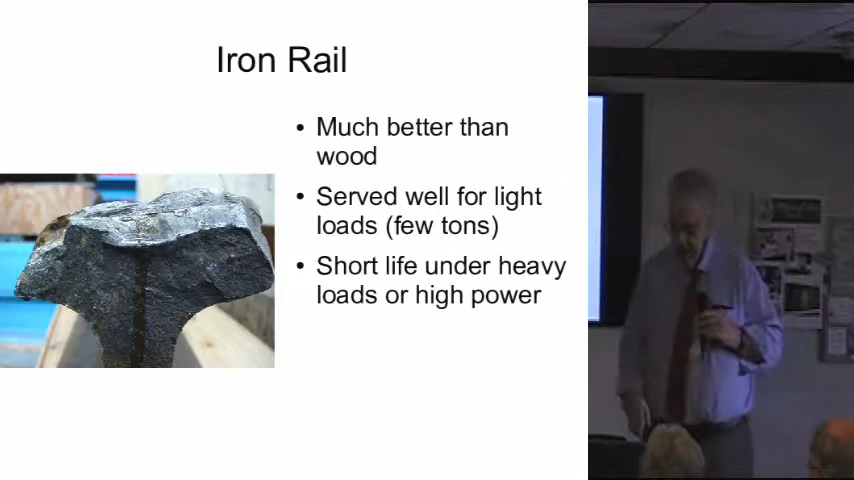 Iron Rail
• Much better than
wood
• Served well for light
loads (few tons)
• Short life under heavy
loads or high power